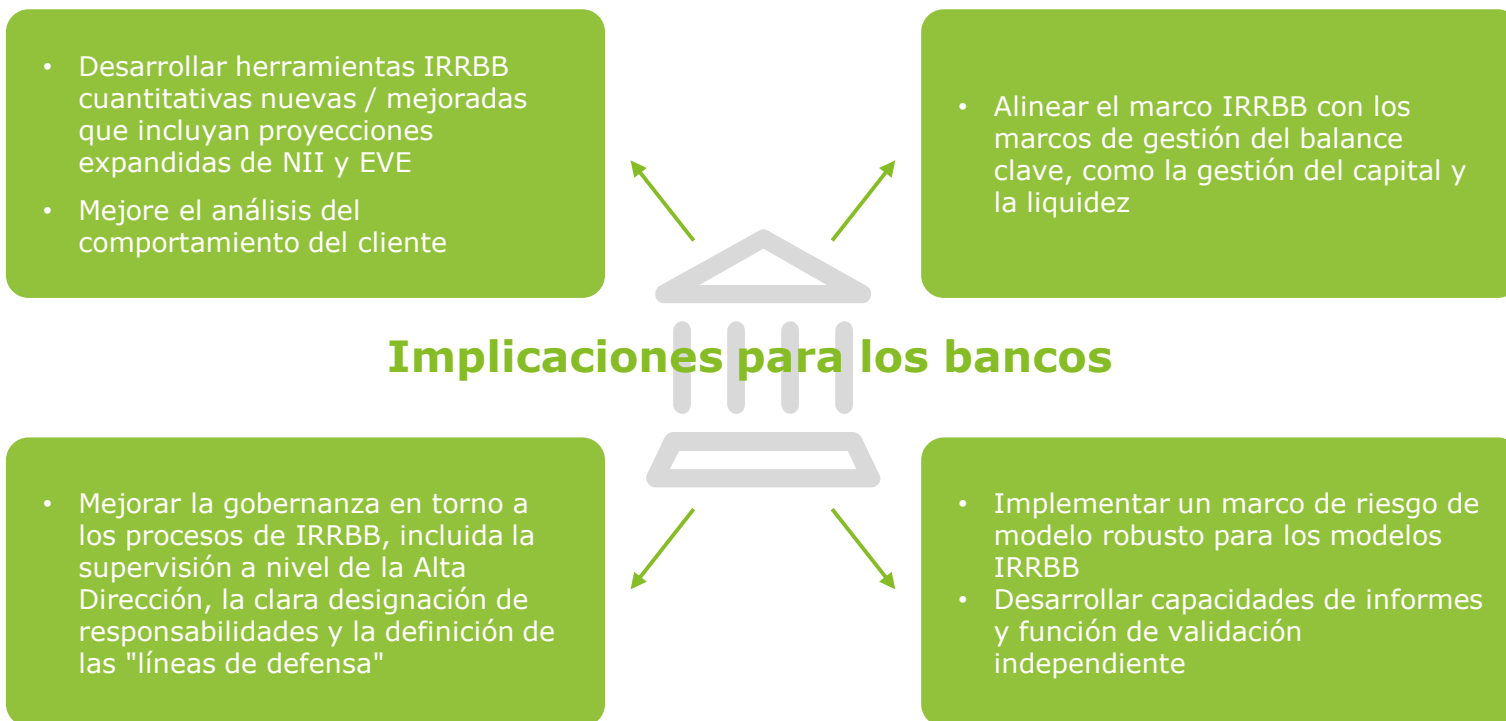 • Desarrollar herramientas IRRBB
cuantitativas nuevas / mejoradas
que incluyan proyecciones
expandidas de NII y EVE
• Mejore el análisis del
comportamiento del cliente
• Alinear el marco IRRBB con los
marcos de gestión del balance
clave, como la gestión del capital y
la liquidez
Implicaciones para los bancos
• Mejorar la gobernanza en torno a
los procesos de IRRBB, incluida la
supervisión a nivel de la Alta
Dirección, la clara designación de
responsabilidades y la definición de
las "líneas de defensa"
• Implementar un marco de riesgo de
modelo robusto para los modelos
IRRBB
• Desarrollar capacidades de informes
y función de validación
independiente